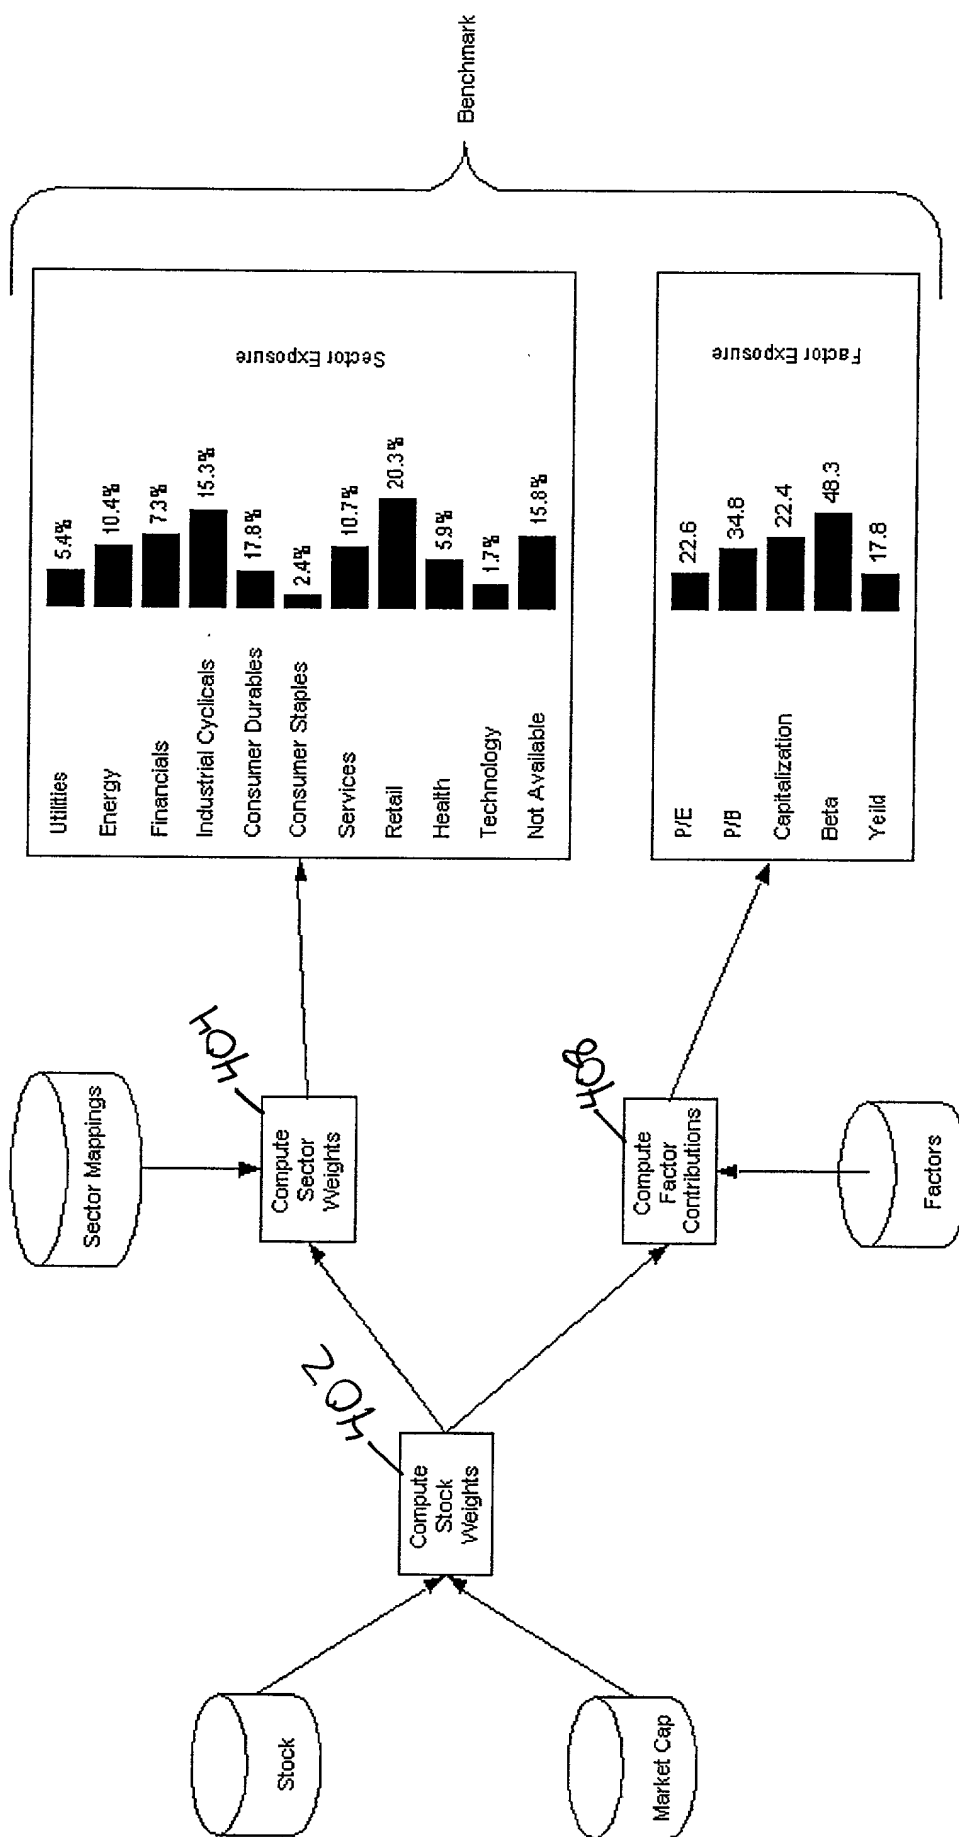 Stock
Market Cap
402
Compute
Stock
Weights
Sector Mappings
404
Compute
Sector
Weights
408
Compute
Factor
Contributions
Factors
Utilities 5.4%
Energy 10.4%
Financials 7.3%
Industrial Cyclicals 15.3%
Consumer Durables 17.8%
Consumer Staples 2.4%
Services 10.7%
Retail 20.3%
Health 5.9%
Technology 1.7%
Not Available 15.8%
Sector Exposure
P/E 22.6
P/B 34.8
Capitalization 22.4
Beta 48.3
Yeild 17.8
Factor Exposure
Benchmark